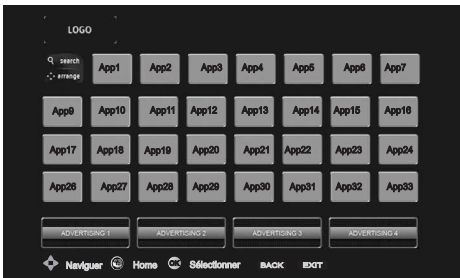 LOGO
search
arrange
App1 App2 App3 App4 App5 App6 App7
App9 App10 App11 App12 App13 App14 App15 App16
App17 App18 App19 App20 App21 App22 App23 App24
App26 App27 App28 App29 App30 App31 App32 App33
ADVERTISING 1 ADVERTISING 2 ADVERTISING 3 ADVERTISING 4
Naviguer Home OK Sélectionner BACK EXIT